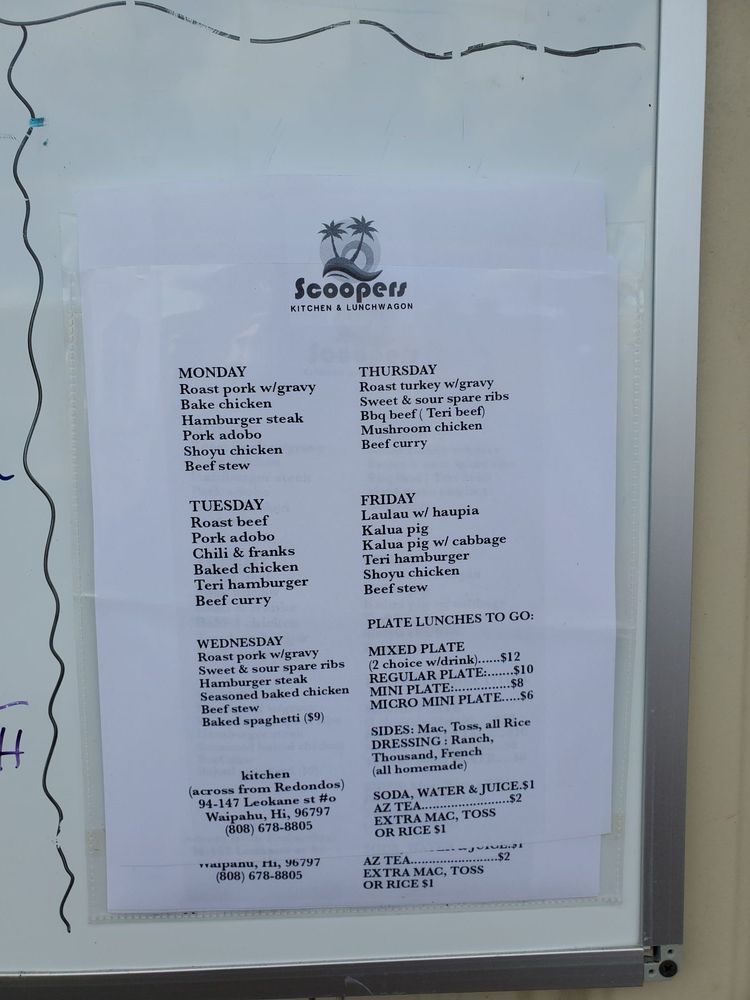 Scoopers
KITCHEN & LUNCHWAGON
MONDAY
Roast pork w/gravy
Bake chicken
Hamburger steak
Pork adobo
Shoyu chicken
Beef stew
TUESDAY
Roast beef
Pork adobo
Chili & franks
Baked chicken
Teri hamburger
Beef curry
WEDNESDAY
Roast pork w/gravy
Sweet & sour spare ribs
Hamburger steak
Seasoned baked chicken
Beef stew
Baked spaghetti ($9)
kitchen
(across from Redondos)
94-147 Leokane st #o
Waipahu, Hi, 96797
(808) 678-8805
THURSDAY
Roast turkey w/gravy
Sweet & sour spare ribs
Bbq beef ( Teri beef)
Mushroom chicken
Beef curry
FRIDAY
Laulau w/ haupia
Kalua pig
Kalua pig w/ cabbage
Teri hamburger
Shoyu chicken
Beef stew
PLATE LUNCHES TO GO:
MIXED PLATE
(2 choice w/drink)......$12
REGULAR PLATE:.......$10
MINI PLATE:...............$8
MICRO MINI PLATE.....$6
SIDES: Mac, Toss, all Rice
DRESSING : Ranch,
Thousand, French
(all homemade)
SODA, WATER & JUICE.$1
AZ TEA.........................$2
EXTRA MAC, TOSS
OR RICE $1
Waipahu, Hi, 96797
(808) 678-8805
AZ TEA.........................$2
EXTRA MAC, TOSS
OR RICE $1